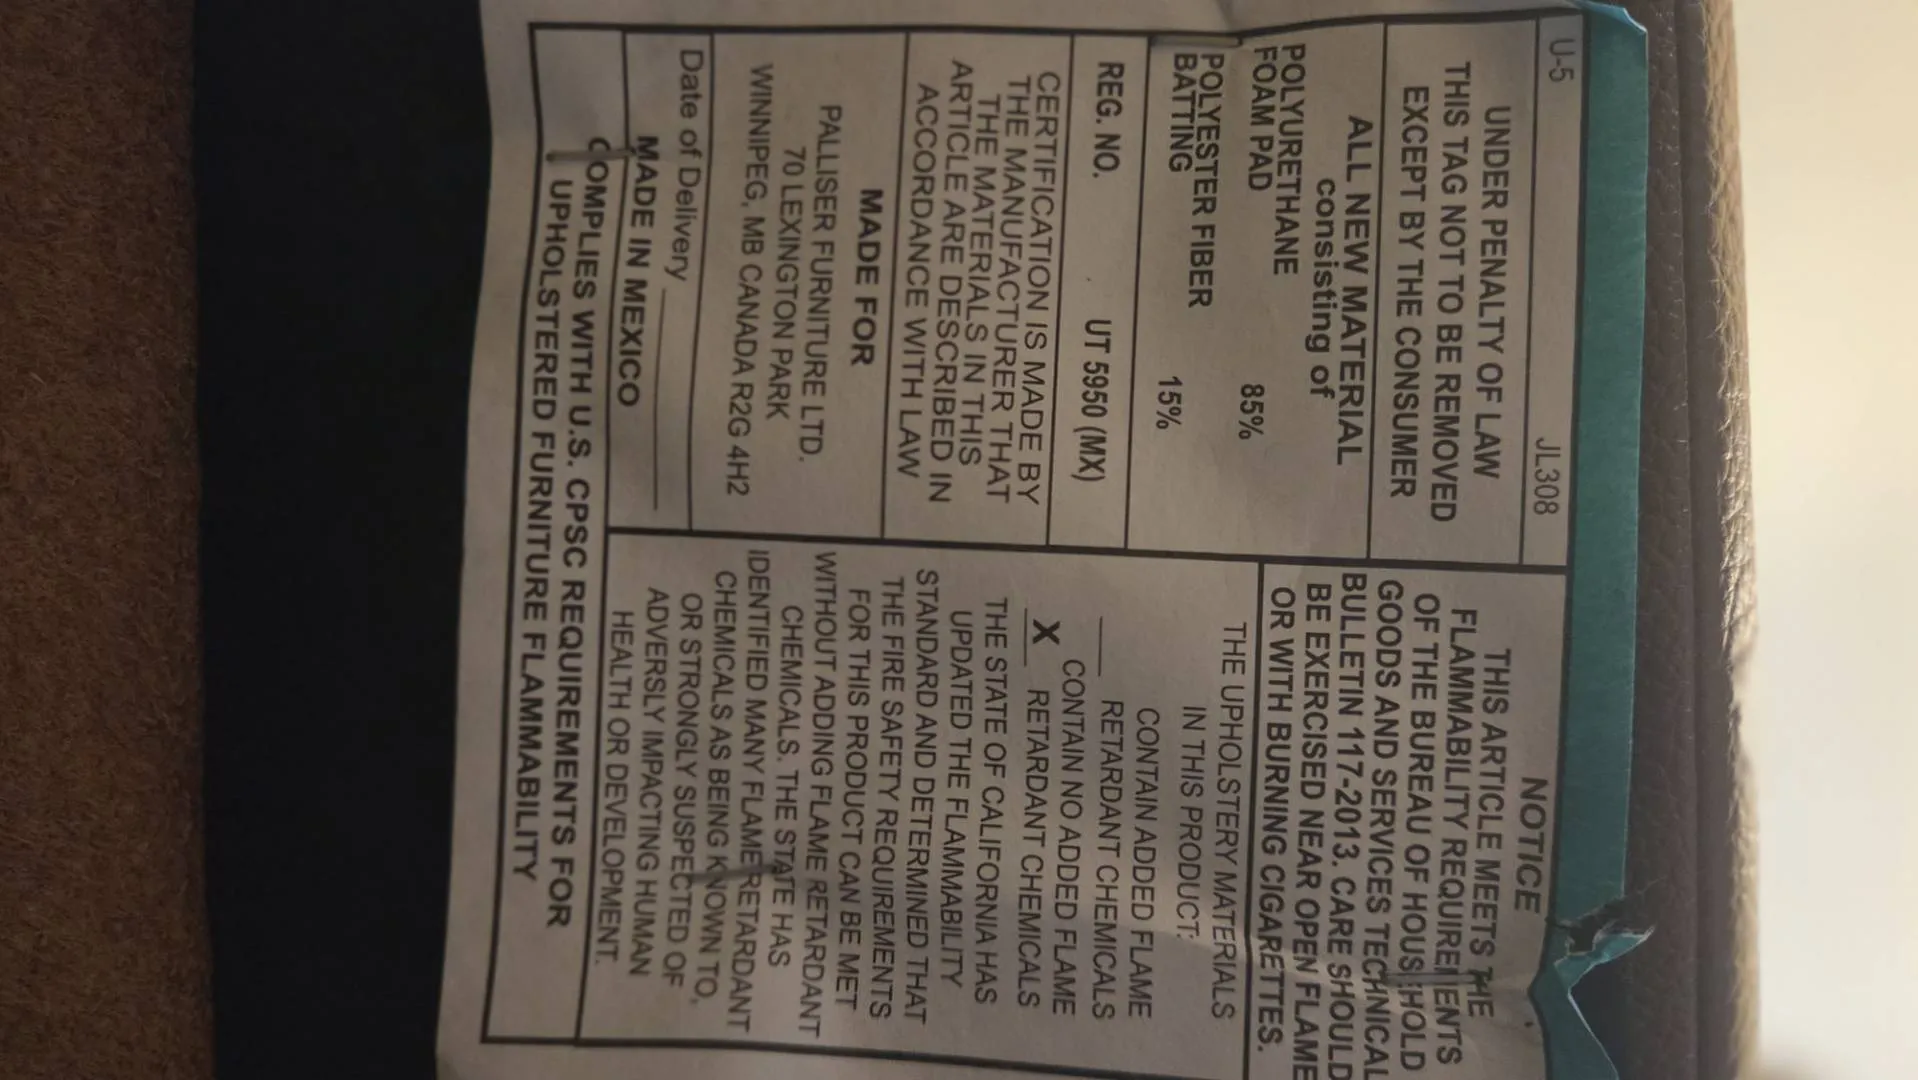 U-5 JL308
UNDER PENALTY OF LAW
THIS TAG NOT TO BE REMOVED
EXCEPT BY THE CONSUMER
ALL NEW MATERIAL
consisting of
POLYURETHANE
FOAM PAD 85%
POLYESTER FIBER
BATTING 15%
REG. NO. UT 5950 (MX)
CERTIFICATION IS MADE BY
THE MANUFACTURER THAT
THE MATERIALS IN THIS
ARTICLE ARE DESCRIBED IN
ACCORDANCE WITH LAW
MADE FOR
PALLISER FURNITURE LTD.
70 LEXINGTON PARK
WINNIPEG, MB CANADA R2G 4H2
Date of Delivery
MADE IN MEXICO
NOTICE
THIS ARTICLE MEETS THE
FLAMMABILITY REQUIREMENTS
OF THE BUREAU OF HOUSEHOLD
GOODS AND SERVICES TECHNICAL
BULLETIN 117-2013. CARE SHOULD
BE EXERCISED NEAR OPEN FLAME
OR WITH BURNING CIGARETTES.
THE UPHOLSTERY MATERIALS
IN THIS PRODUCT:
CONTAIN ADDED FLAME
RETARDANT CHEMICALS
CONTAIN NO ADDED FLAME
X RETARDANT CHEMICALS
THE STATE OF CALIFORNIA HAS
UPDATED THE FLAMMABILITY
STANDARD AND DETERMINED THAT
THE FIRE SAFETY REQUIREMENTS
FOR THIS PRODUCT CAN BE MET
WITHOUT ADDING FLAME RETARDANT
CHEMICALS. THE STATE HAS
IDENTIFIED MANY FLAME RETARDANT
CHEMICALS AS BEING KNOWN TO,
OR STRONGLY SUSPECTED OF
ADVERSLY IMPACTING HUMAN
HEALTH OR DEVELOPMENT.
COMPLIES WITH U.S. CPSC REQUIREMENTS FOR
UPHOLSTERED FURNITURE FLAMMABILITY